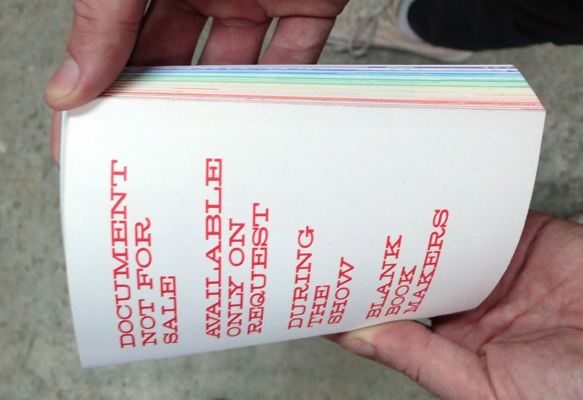 DOCUMENT
NOT FOR
SALE
AVAILABLE
ONLY ON
REQUEST
DURING
THE
SHOW
BLANK
BOOK
MAKERS